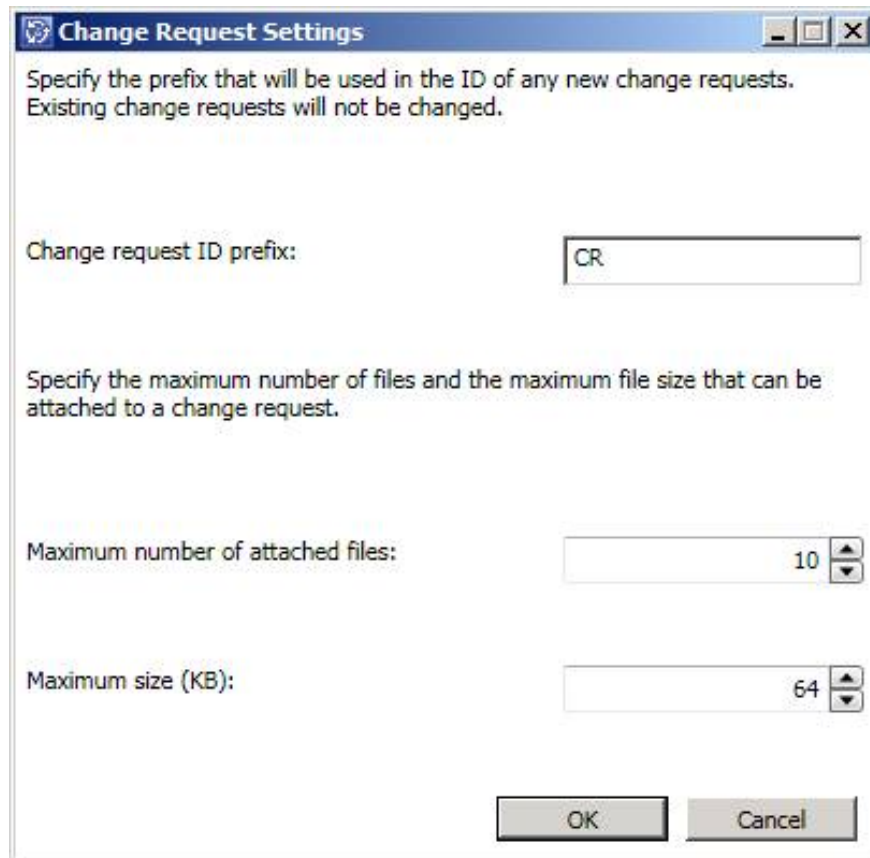 Change Request Settings
Specify the prefix that will be used in the ID of any new change requests.
Existing change requests will not be changed.
Change request ID prefix:
CR
Specify the maximum number of files and the maximum file size that can be
attached to a change request.
Maximum number of attached files:
10
Maximum size (KB):
64
OK
Cancel